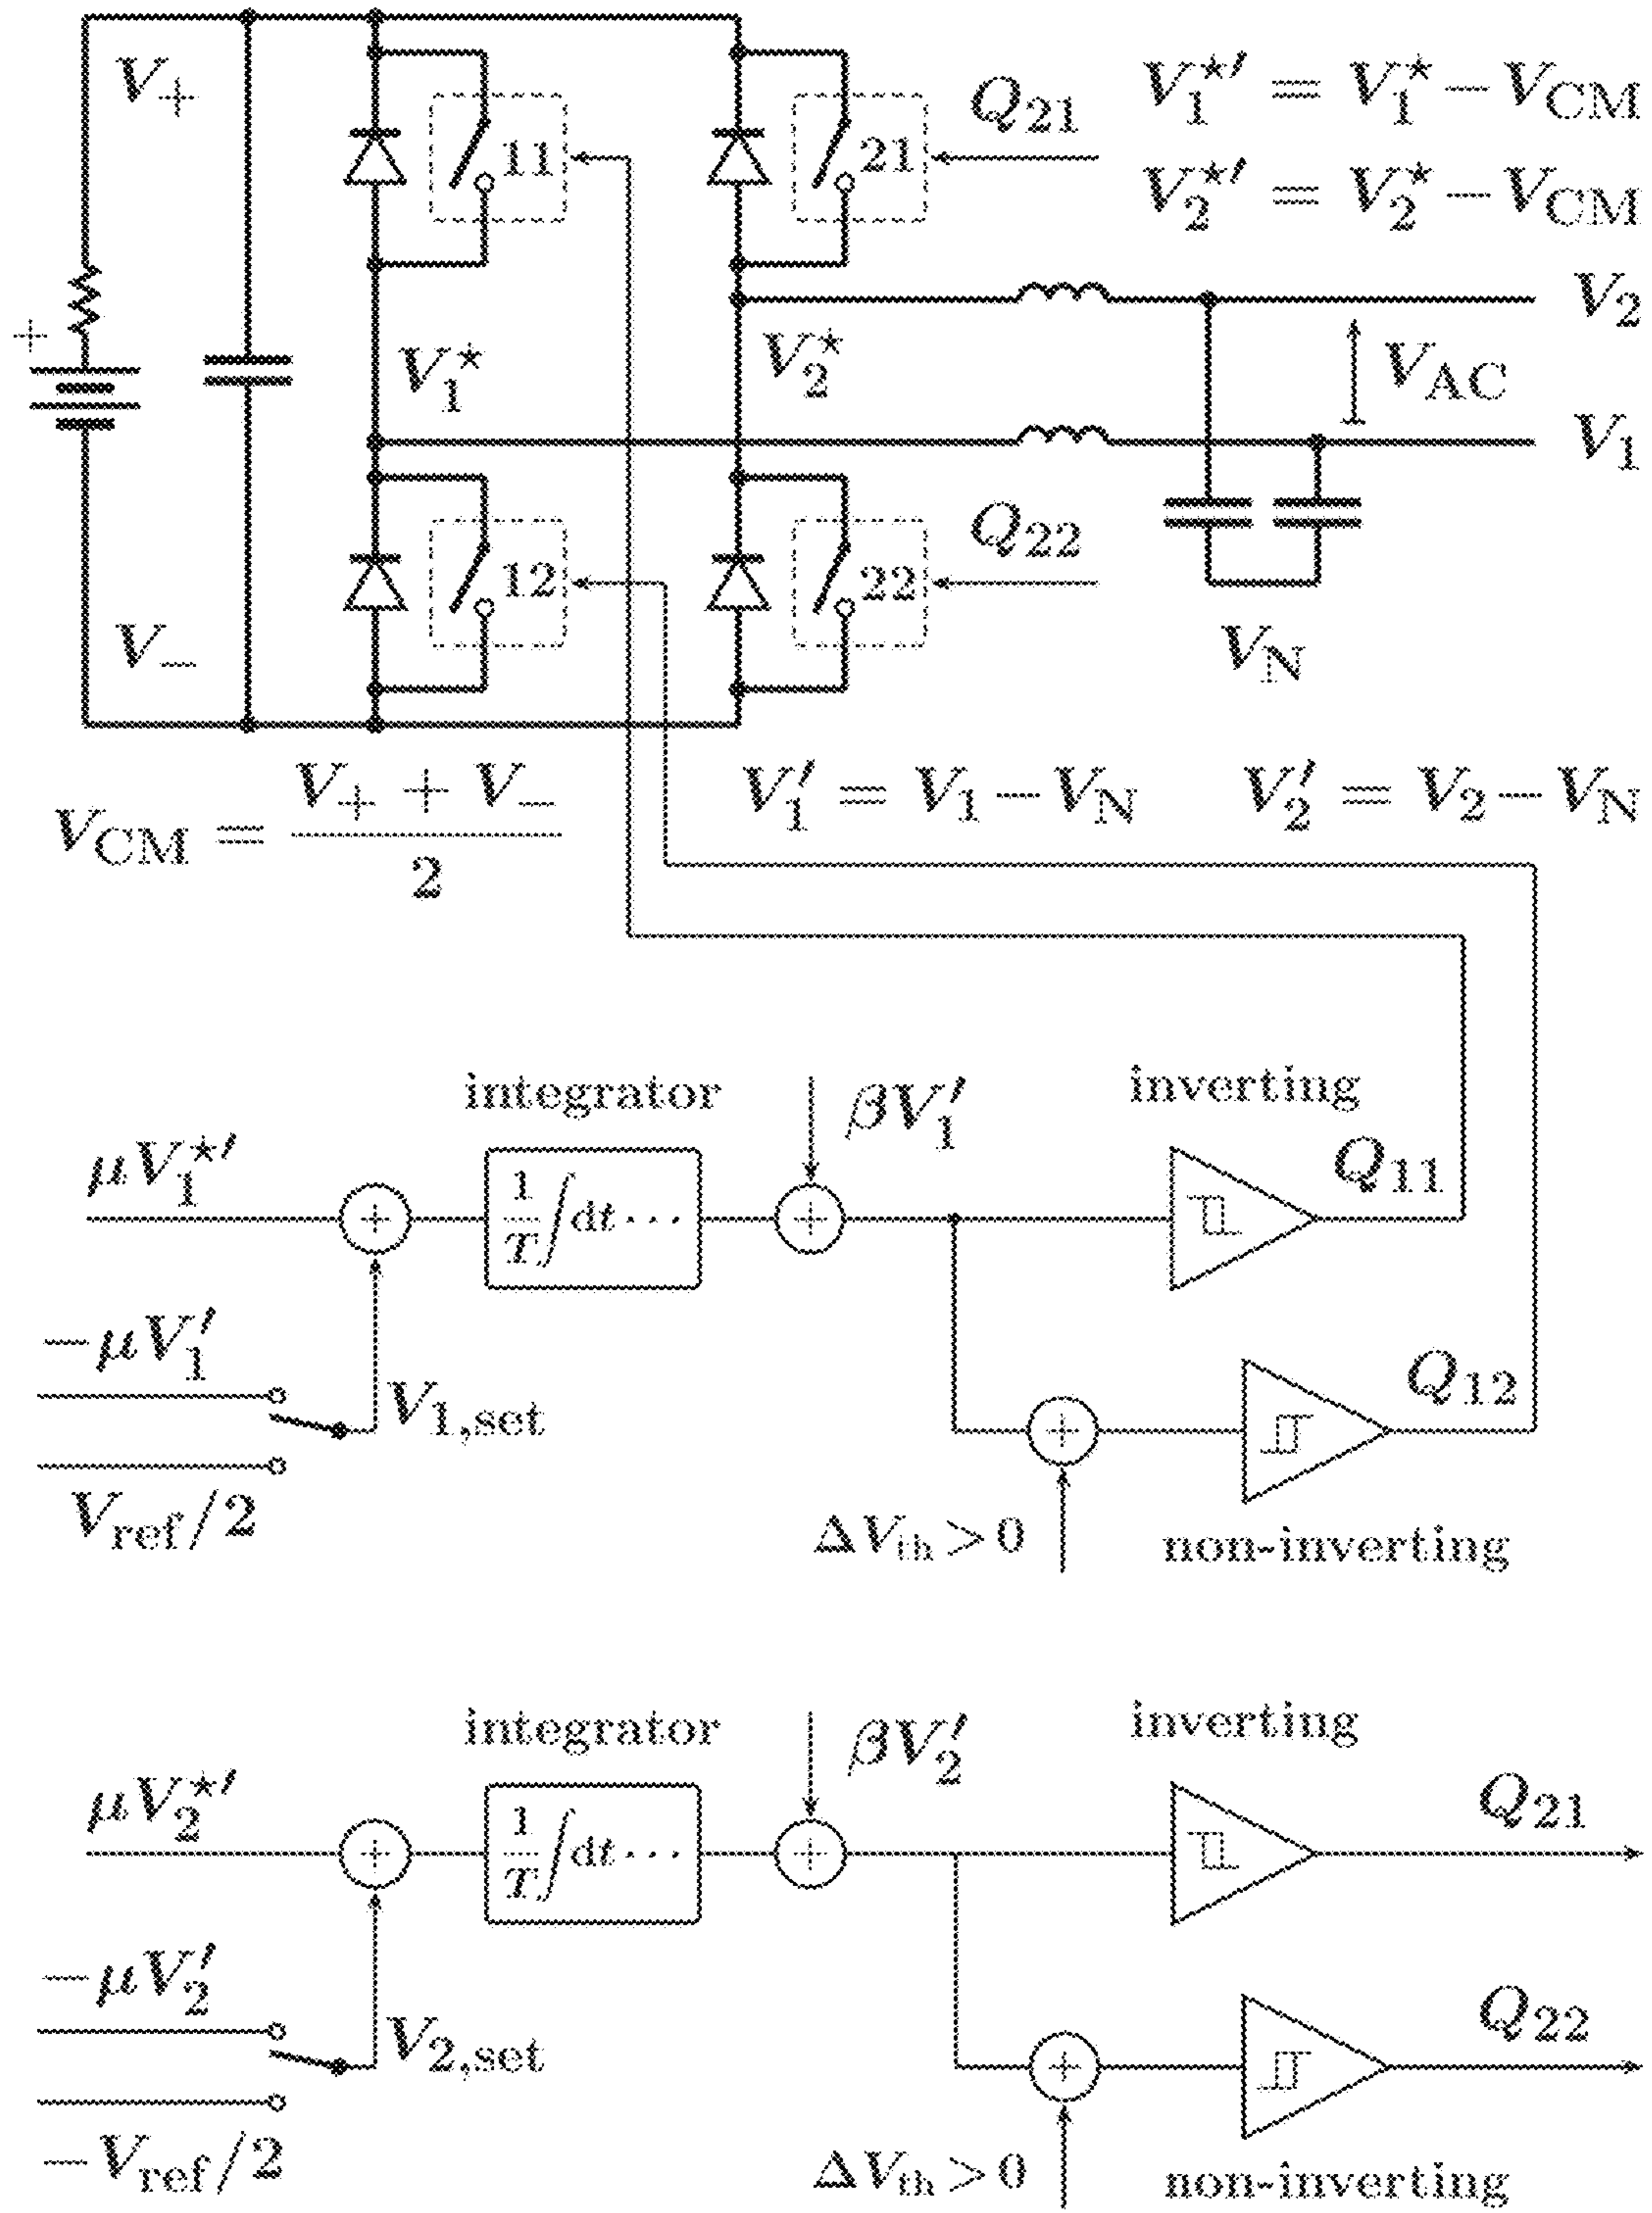 V₊
11
21
Q₂₁
V₁*′ = V₁* − V_CM
V₂*′ = V₂* − V_CM
+
V₁*
V₂*
V₂
V_AC
V₁
12
22
Q₂₂
V₋
V_N
V_CM = (V₊ + V₋)/2
V₁′ = V₁ − V_N
V₂′ = V₂ − V_N
integrator
βV₁′
inverting
μV₁*′
+
1/T ∫dt ···
+
Q₁₁
−μV₁′
V₁,set
Q₁₂
+
V_ref/2
ΔV_th > 0
non-inverting
integrator
βV₂′
inverting
μV₂*′
+
1/T ∫dt ···
+
Q₂₁
−μV₂′
V₂,set
Q₂₂
+
−V_ref/2
ΔV_th > 0
non-inverting